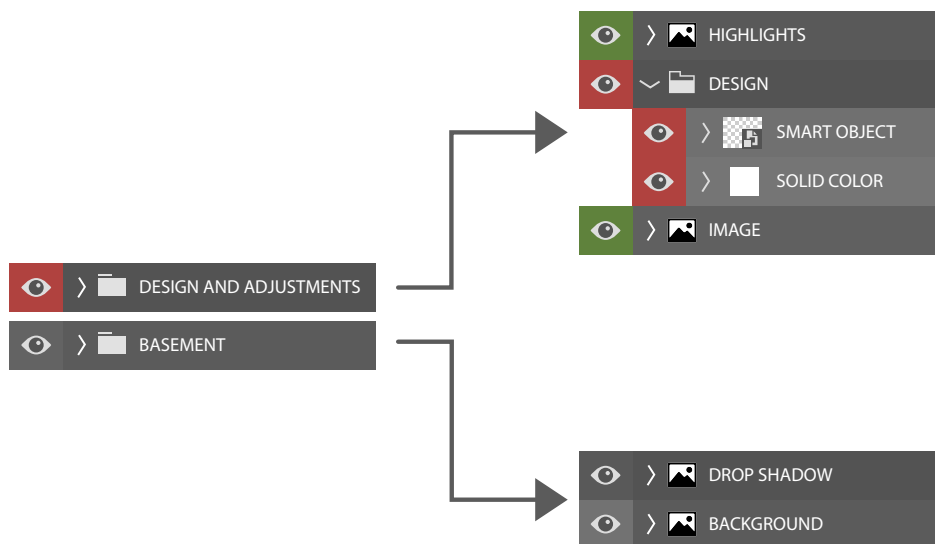 HIGHLIGHTS
DESIGN
SMART OBJECT
SOLID COLOR
IMAGE
DESIGN AND ADJUSTMENTS
BASEMENT
DROP SHADOW
BACKGROUND